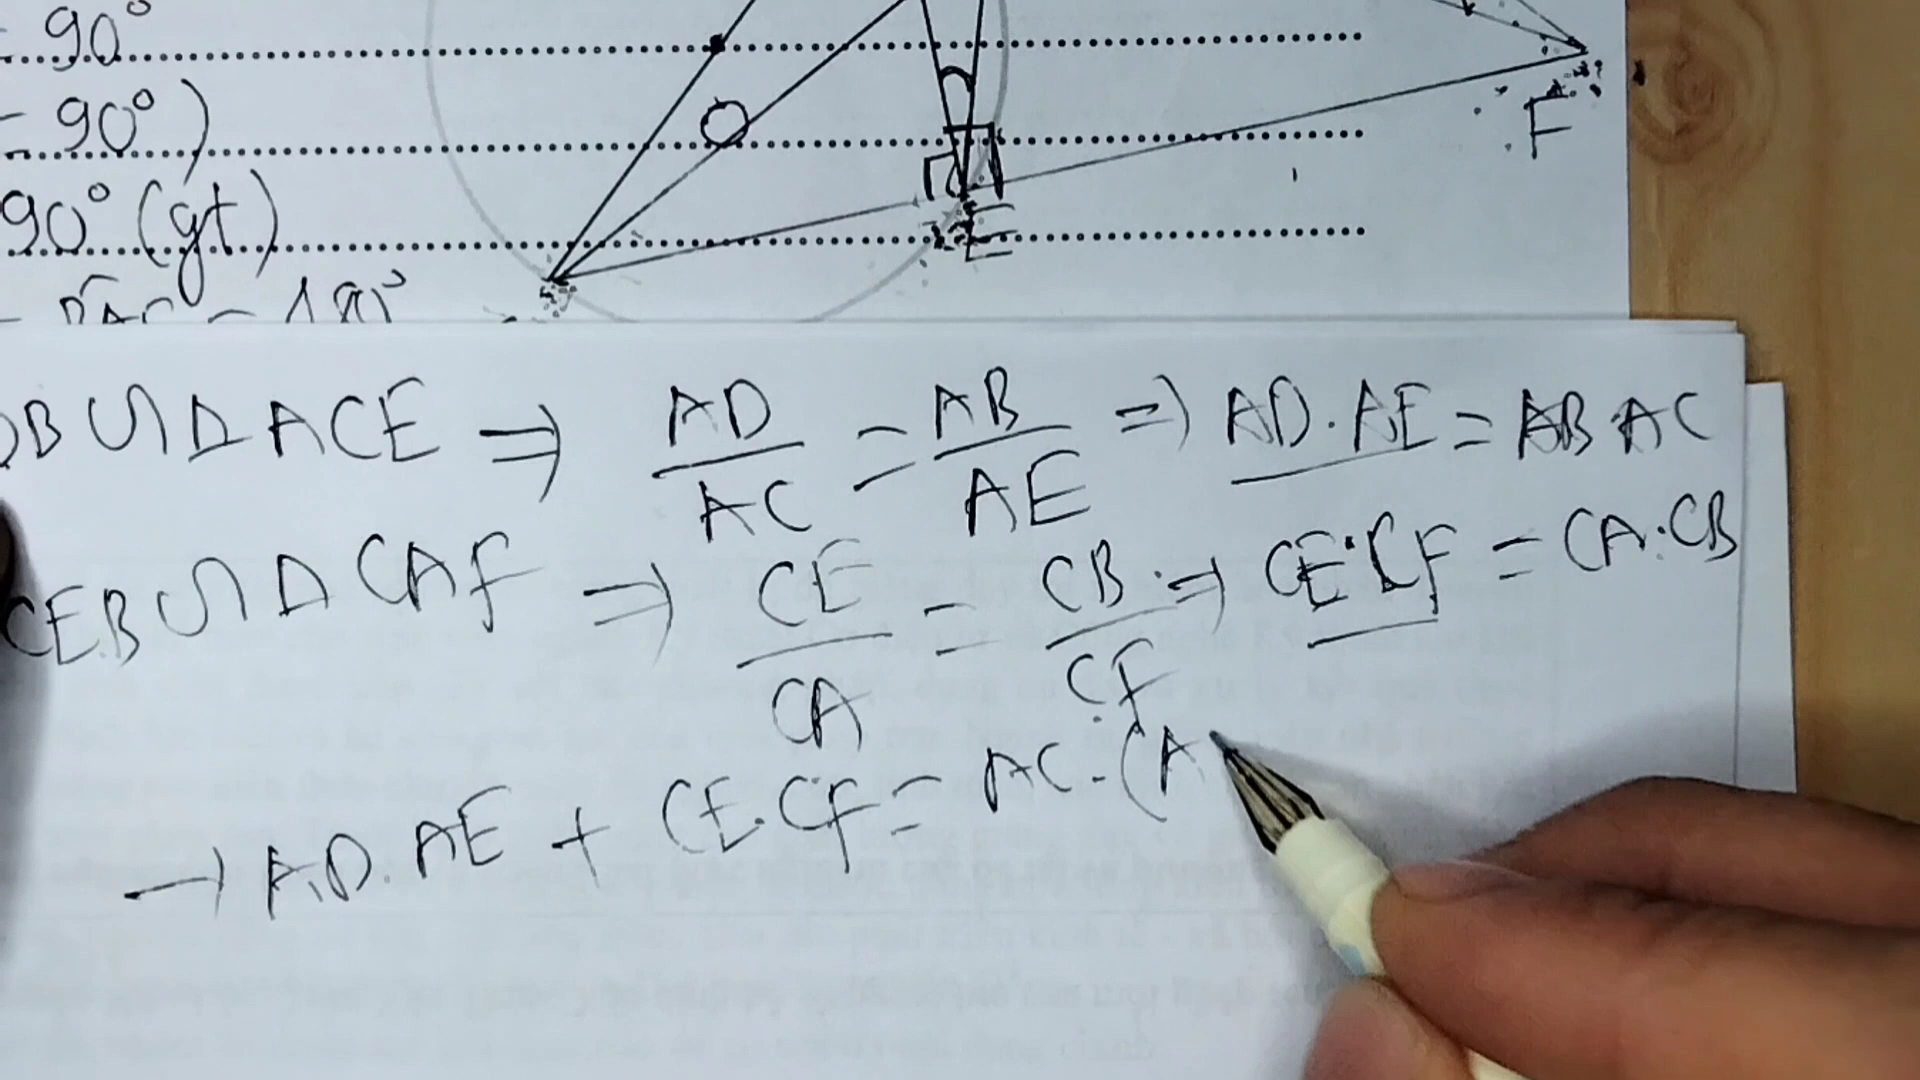 = 90°
= 90°)
90° (gt)
O
E
F
DB ∽ Δ ACE ⇒ AD/AC = AB/AE ⇒ AD.AE = AB AC
CEB ∽ Δ CAF ⇒ CE/CA = CB/CF ⇒ CE.CF = CA.CB
→ AD.AE + CE.CF = AC.(A